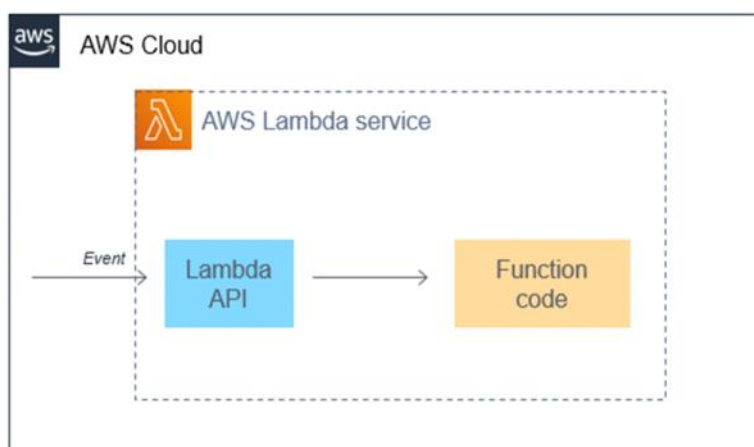 aws
AWS Cloud
AWS Lambda service
Event
Lambda
API
Function
code